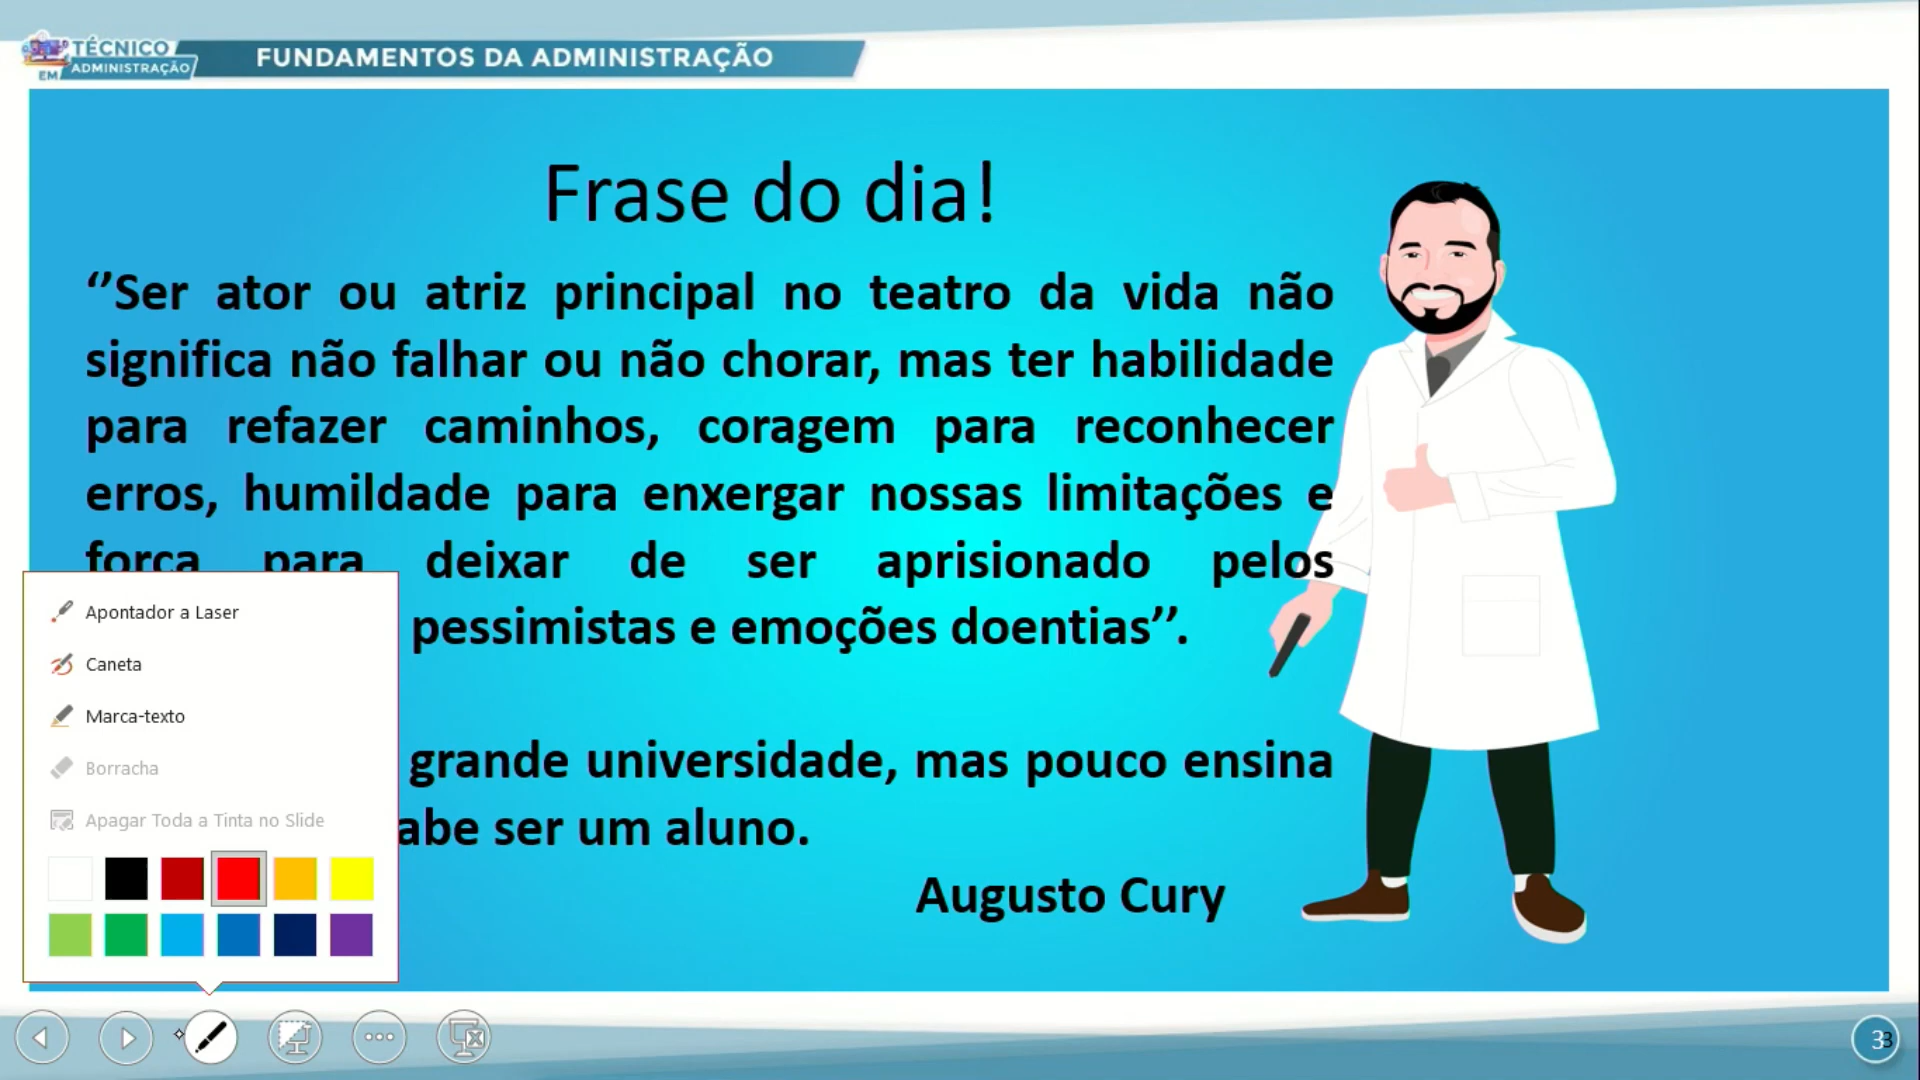 TÉCNICO
EM ADMINISTRAÇÃO
FUNDAMENTOS DA ADMINISTRAÇÃO
Frase do dia!
‘’Ser ator ou atriz principal no teatro da vida não
significa não falhar ou não chorar, mas ter habilidade
para refazer caminhos, coragem para reconhecer
erros, humildade para enxergar nossas limitações e
força para deixar de ser aprisionado pelos
pessimistas e emoções doentias’’.
grande universidade, mas pouco ensina
abe ser um aluno.
Augusto Cury
Apontador a Laser
Caneta
Marca-texto
Borracha
Apagar Toda a Tinta no Slide
3